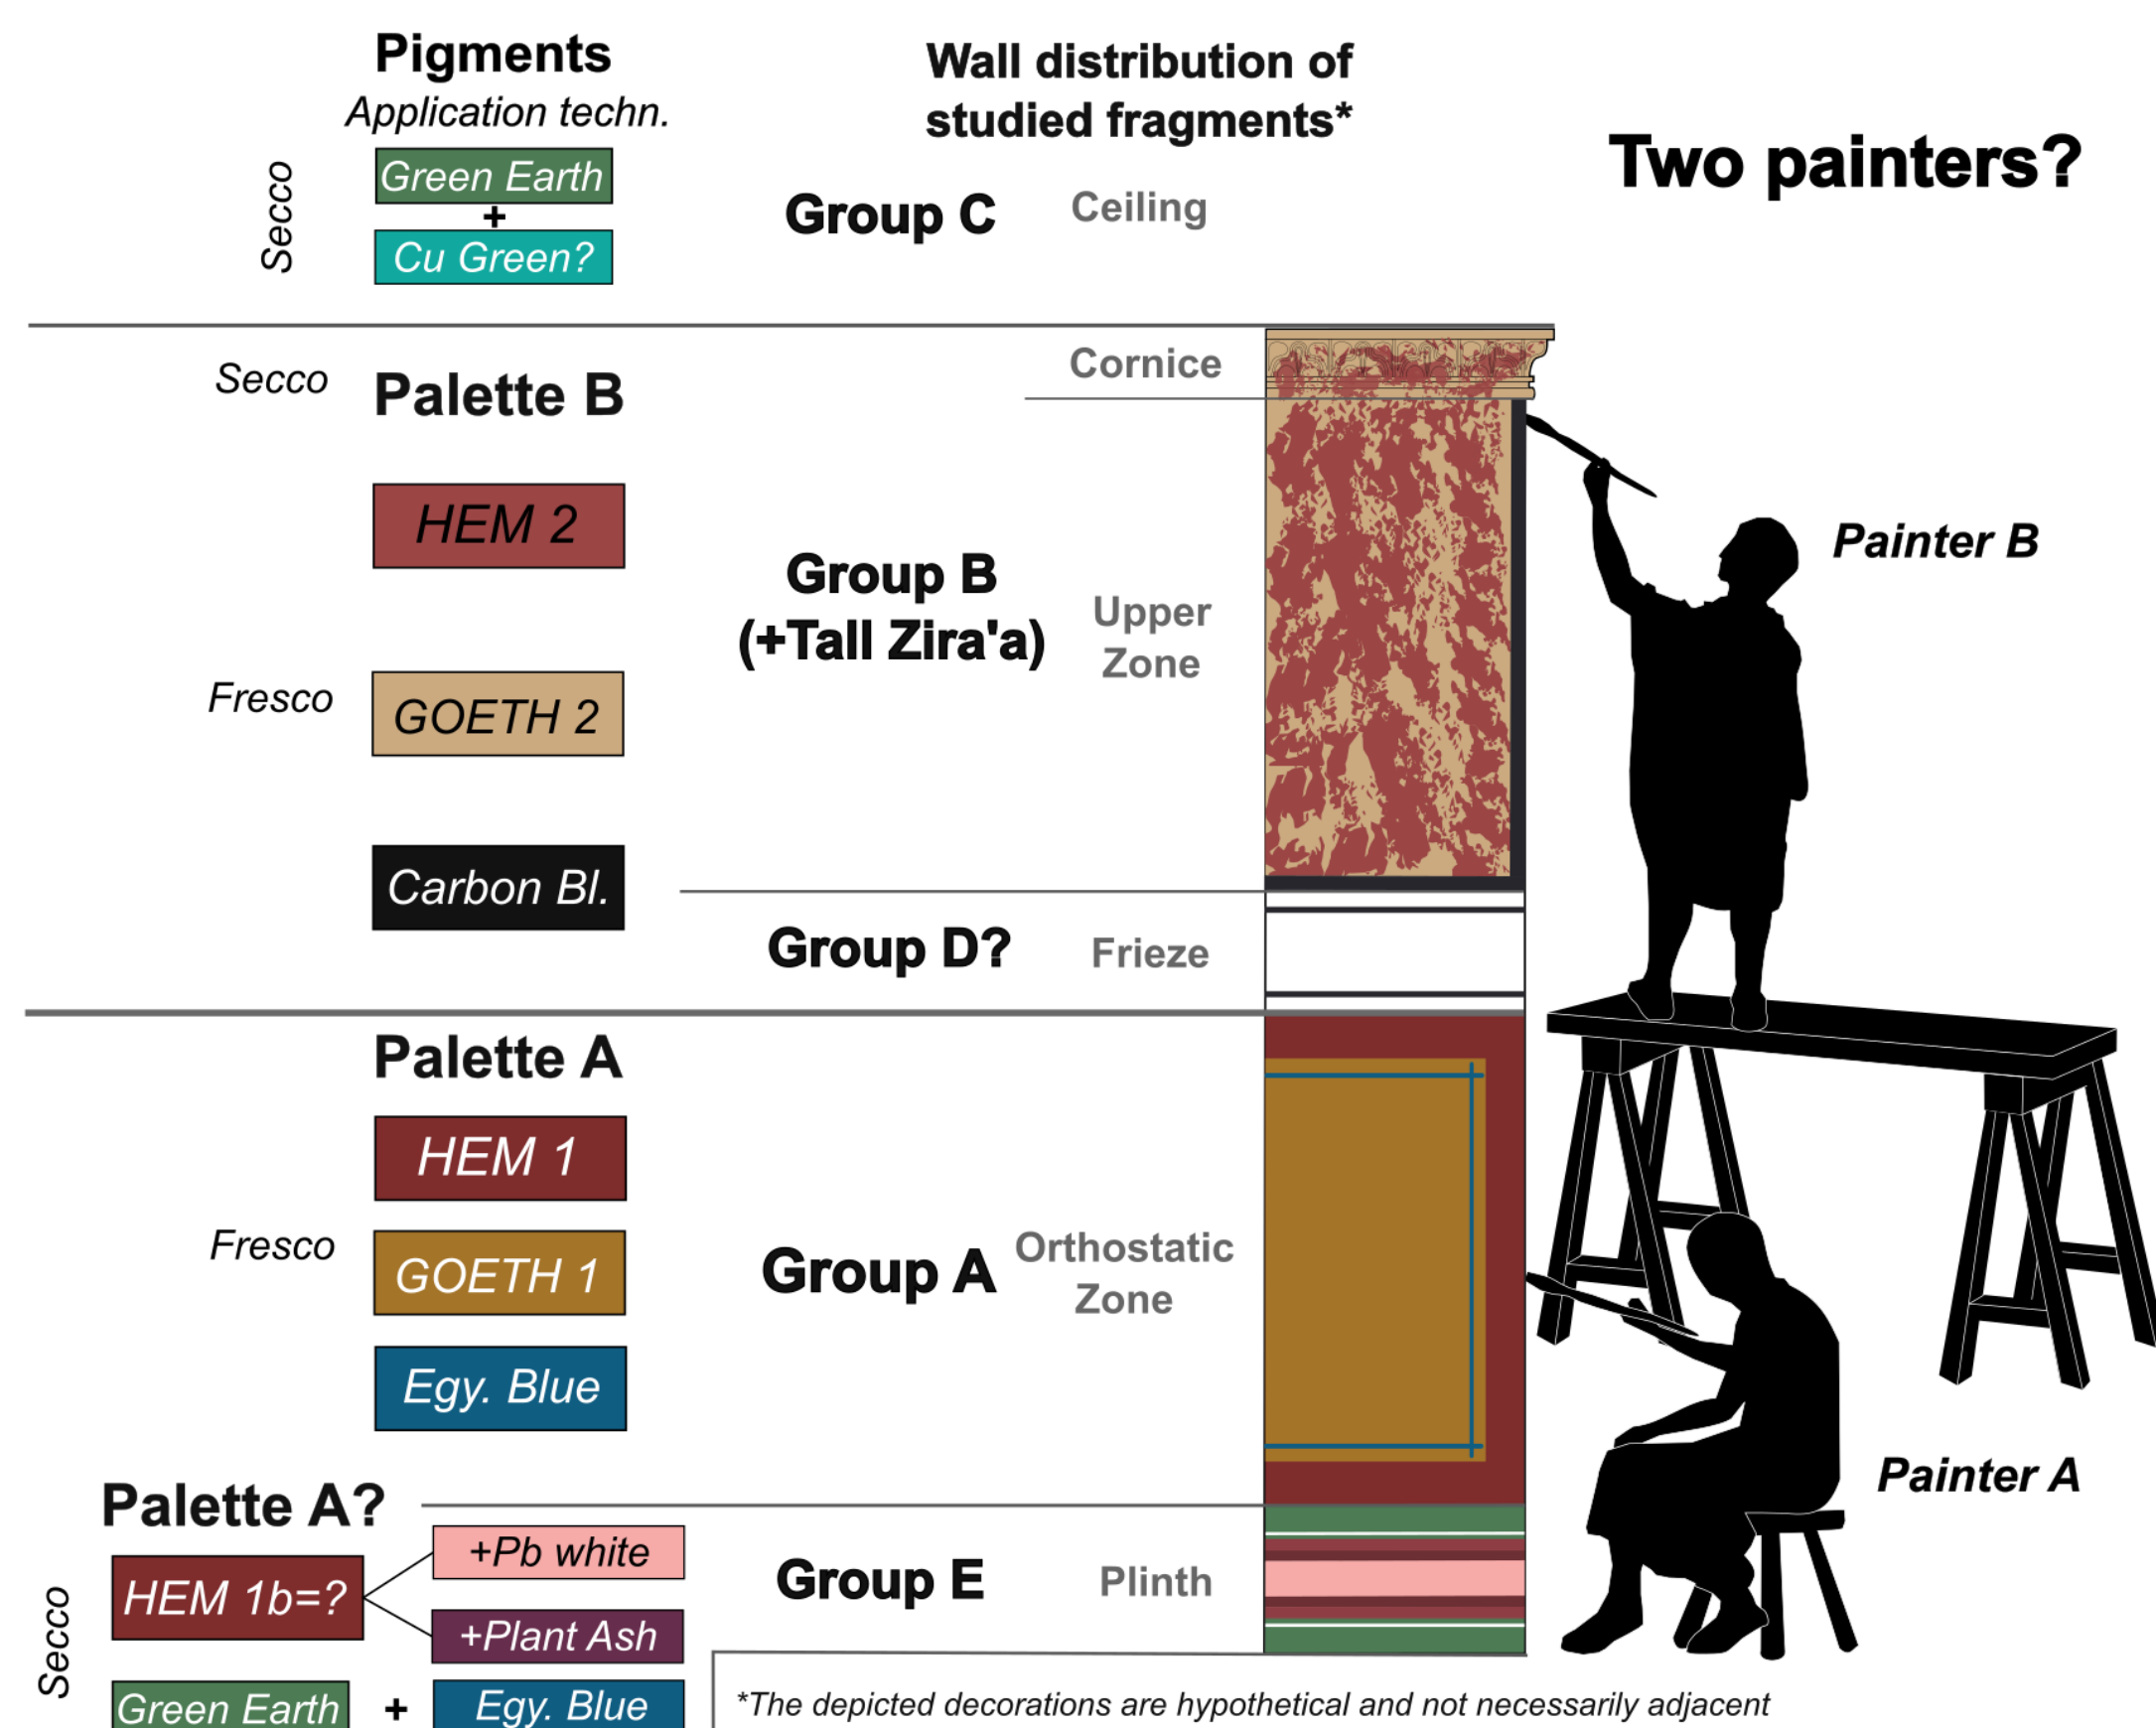 Pigments
Application techn.
Wall distribution of
studied fragments*
Two painters?
Secco
Green Earth
+
Cu Green?
Group C
Ceiling
Secco
Palette B
Cornice
HEM 2
Painter B
Group B
(+Tall Zira'a)
Upper
Zone
Fresco
GOETH 2
Carbon Bl.
Group D?
Frieze
Palette A
HEM 1
Fresco
GOETH 1
Group A
Orthostatic
Zone
Egy. Blue
Painter A
Palette A?
Secco
HEM 1b=?
+Pb white
+Plant Ash
Group E
Plinth
Green Earth
+
Egy. Blue
*The depicted decorations are hypothetical and not necessarily adjacent